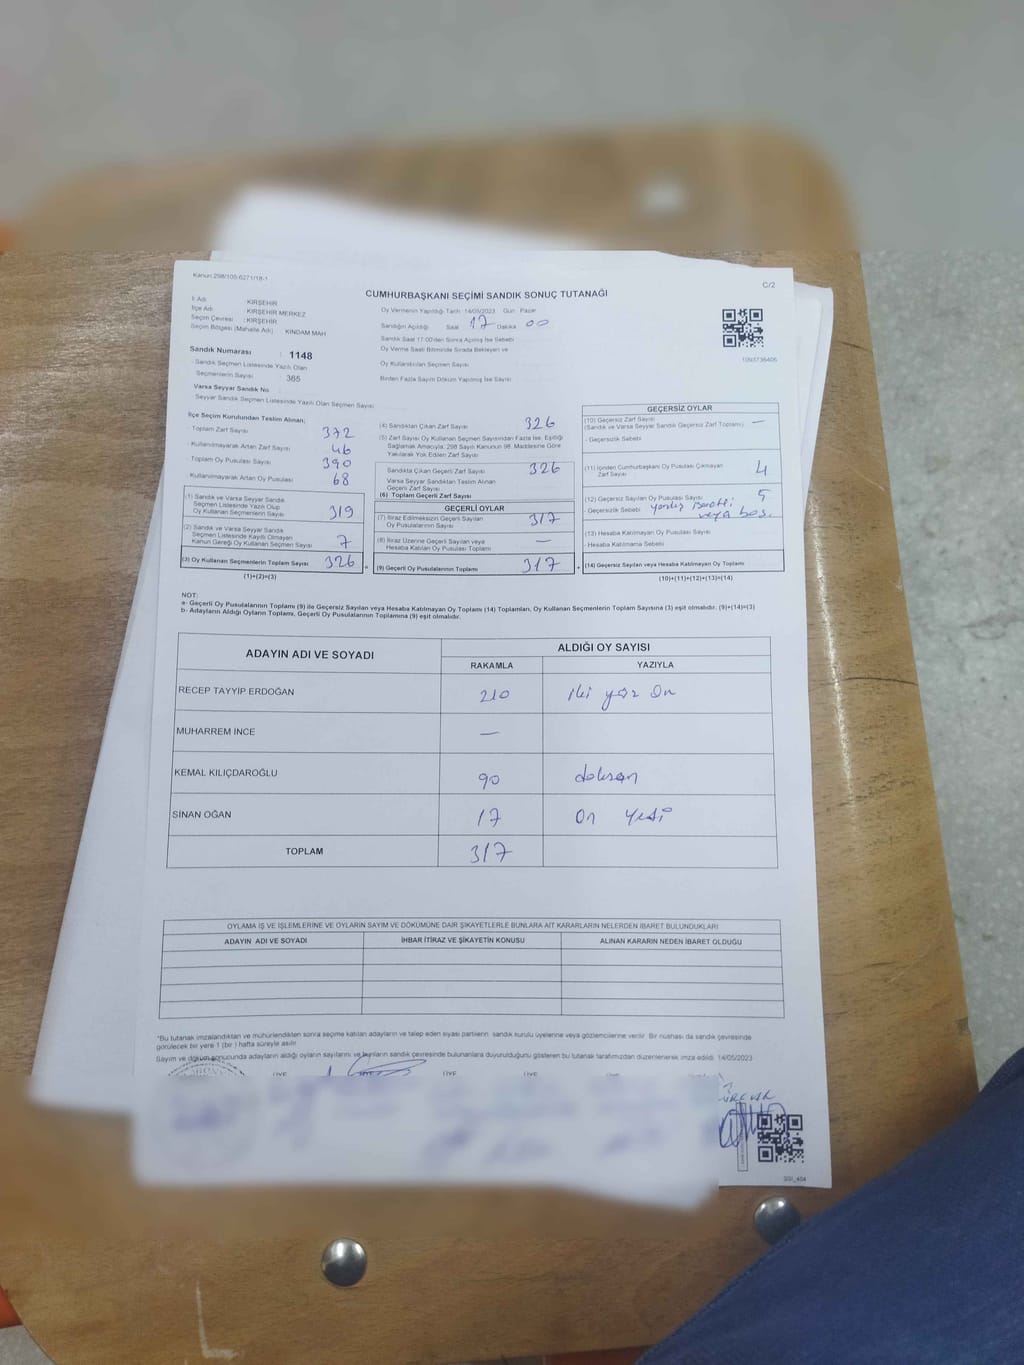 Kanun:298/105;6271/18-1
C/2
CUMHURBAŞKANI SEÇİMİ SANDIK SONUÇ TUTANAĞI
İl Adı : KIRŞEHİR
İlçe Adı : KIRŞEHİR MERKEZ
Seçim Çevresi : KIRŞEHİR
Seçim Bölgesi (Mahalle Adı) : KINDAM MAH
Sandık Numarası : 1148
- Sandık Seçmen Listesinde Yazılı Olan
Seçmenlerin Sayısı : 365
Varsa Seyyar Sandık No
Seyyar Sandık Seçmen Listesinde Yazılı Olan Seçmen Sayısı
Oy Vermenin Yapıldığı Tarih: 14/05/2023 Gün: Pazar
Sandığın Açıldığı Saat 17 Dakika 00
Sandık Saat 17:00'den Sonra Açılmış İse Sebebi
Oy Verme Saati Bitiminde Sırada Bekleyen ve
Oy Kullandırılan Seçmen Sayısı
Birden Fazla Sayım Döküm Yapılmış İse Sayısı
1093736406
İlçe Seçim Kurulundan Teslim Alınan;
- Toplam Zarf Sayısı 372
- Kullanılmayarak Artan Zarf Sayısı 46
- Toplam Oy Pusulası Sayısı 390
- Kullanılmayarak Artan Oy Pusulası 68
(1) Sandık ve Varsa Seyyar Sandık
Seçmen Listesinde Yazılı Olup
Oy Kullanan Seçmenlerin Sayısı 319
(2) Sandık ve Varsa Seyyar Sandık
Seçmen Listesinde Kayıtlı Olmayan
Kanun Gereği Oy Kullanan Seçmen Sayısı 7
(3) Oy Kullanan Seçmenlerin Toplam Sayısı 326
(1)+(2)=(3)
(4) Sandıktan Çıkan Zarf Sayısı 326
(5) Zarf Sayısı Oy Kullanan Seçmen Sayısından Fazla İse, Eşitliği
Sağlamak Amacıyla; 298 Sayılı Kanunun 98. Maddesine Göre
Yakılarak Yok Edilen Zarf Sayısı
Sandıkta Çıkan Geçerli Zarf Sayısı 326
Varsa Seyyar Sandıktan Teslim Alınan
Geçerli Zarf Sayısı
(6) Toplam Geçerli Zarf Sayısı
GEÇERLİ OYLAR
(7) İtiraz Edilmeksizin Geçerli Sayılan
Oy Pusulalarının Sayısı 317
(8) İtiraz Üzerine Geçerli Sayılan veya
Hesaba Katılan Oy Pusulası Toplamı —
(9) Geçerli Oy Pusulalarının Toplamı 317
GEÇERSİZ OYLAR
(10) Geçersiz Zarf Sayısı —
(Sandık ve Varsa Seyyar Sandık Geçersiz Zarf Toplamı)
- Geçersizlik Sebebi
(11) İçinden Cumhurbaşkanı Oy Pusulası Çıkmayan
Zarf Sayısı 4
(12) Geçersiz Sayılan Oy Pusulası Sayısı 5
- Geçersizlik Sebebi
veya boş.
(13) Hesaba Katılmayan Oy Pusulası Sayısı
- Hesaba Katılmama Sebebi
(14) Geçersiz Sayılan veya Hesaba Katılmayan Oy Toplamı
(10)+(11)+(12)+(13)=(14)
NOT:
a- Geçerli Oy Pusulalarının Toplamı (9) ile Geçersiz Sayılan veya Hesaba Katılmayan Oy Toplamı (14) Toplamları, Oy Kullanan Seçmenlerin Toplam Sayısına (3) eşit olmalıdır. (9)+(14)=(3)
b- Adayların Aldığı Oyların Toplamı, Geçerli Oy Pusulalarının Toplamına (9) eşit olmalıdır.
ADAYIN ADI VE SOYADI
ALDIĞI OY SAYISI
RAKAMLA YAZIYLA
RECEP TAYYİP ERDOĞAN 210 iki yüz On
MUHARREM İNCE —
KEMAL KILIÇDAROĞLU 90 doksan
SİNAN OĞAN 17 On Yedi
TOPLAM 317
OYLAMA İŞ VE İŞLEMLERİNE VE OYLARIN SAYIM VE DÖKÜMÜNE DAİR ŞİKAYETLERLE BUNLARA AİT KARARLARIN NELERDEN İBARET BULUNDUKLARI
ADAYIN ADI VE SOYADI
İHBAR İTİRAZ VE ŞİKAYETİN KONUSU
ALINAN KARARIN NEDEN İBARET OLDUĞU
*Bu tutanak imzalandıktan ve mühürlendikten sonra seçime katılan adayların ve talep eden siyasi partilerin sandık kurulu üyelerine veya gözlemcilerine verilir. Bir nüshası da sandık çevresinde
görülecek bir yere 1 (bir) hafta süreyle asılır.
Sayım ve döküm sonucunda adayların aldığı oyların sayılarını ve bunların sandık çevresinde bulunanlara duyurulduğunu gösteren bu tutanak tarafımızdan düzenlenerek imza edildi. 14/05/2023
ÜYE ÜYE ÜYE ÜYE